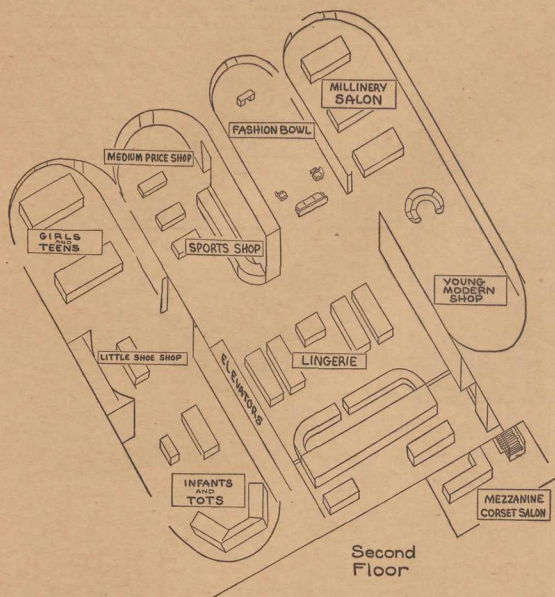 MILLINERY
SALON
FASHION BOWL
MEDIUM PRICE SHOP
GIRLS
AND
TEENS
SPORTS SHOP
YOUNG
MODERN
SHOP
LITTLE SHOE SHOP
ELEVATORS
LINGERIE
INFANTS
AND
TOTS
MEZZANINE
CORSET SALON
Second
Floor